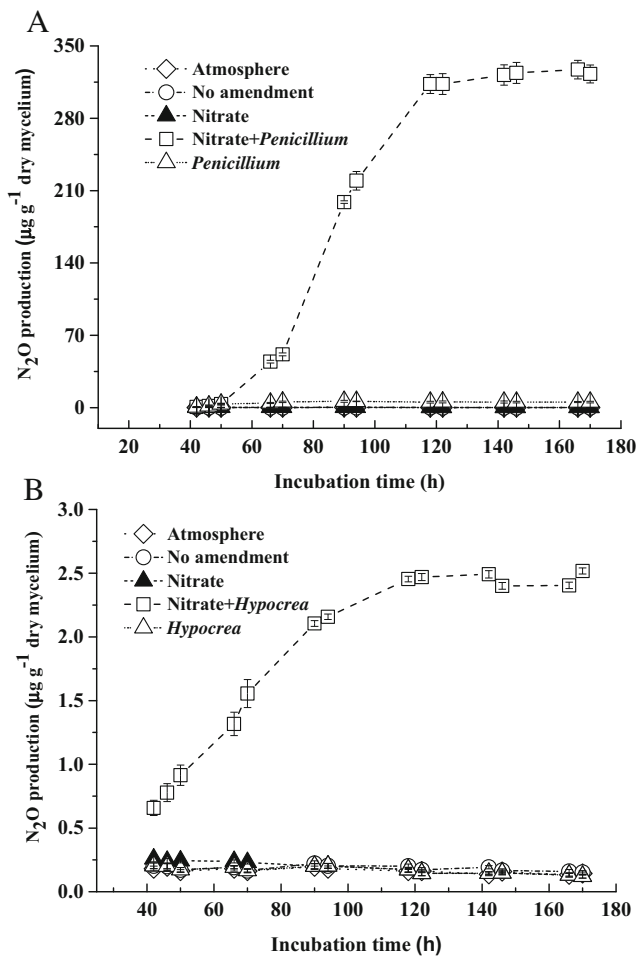 A
N₂O production (µg g⁻¹ dry mycelium)
350
280
210
140
70
0
Atmosphere
No amendment
Nitrate
Nitrate+Penicillium
Penicillium
20 40 60 80 100 120 140 160 180
Incubation time (h)
B
N₂O production (µg g⁻¹ dry mycelium)
3.0
2.5
2.0
1.5
1.0
0.5
0.0
Atmosphere
No amendment
Nitrate
Nitrate+Hypocrea
Hypocrea
40 60 80 100 120 140 160 180
Incubation time (h)